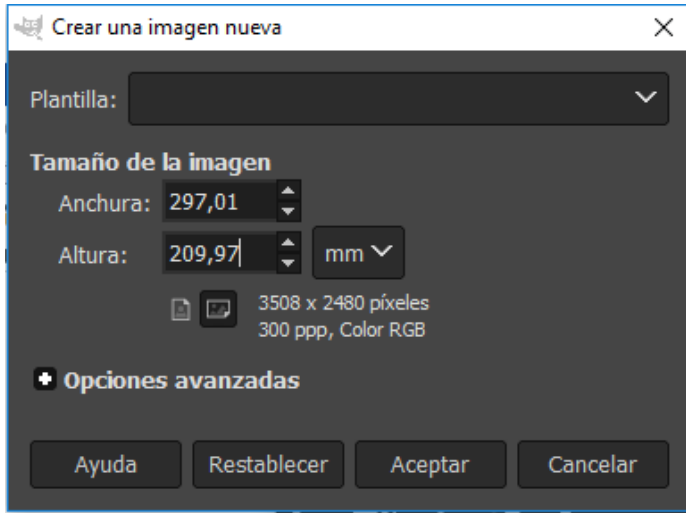 Crear una imagen nueva
Plantilla:
Tamaño de la imagen
Anchura: 297,01
Altura: 209,97 mm
3508 x 2480 píxeles
300 ppp, Color RGB
Opciones avanzadas
Ayuda Restablecer Aceptar Cancelar